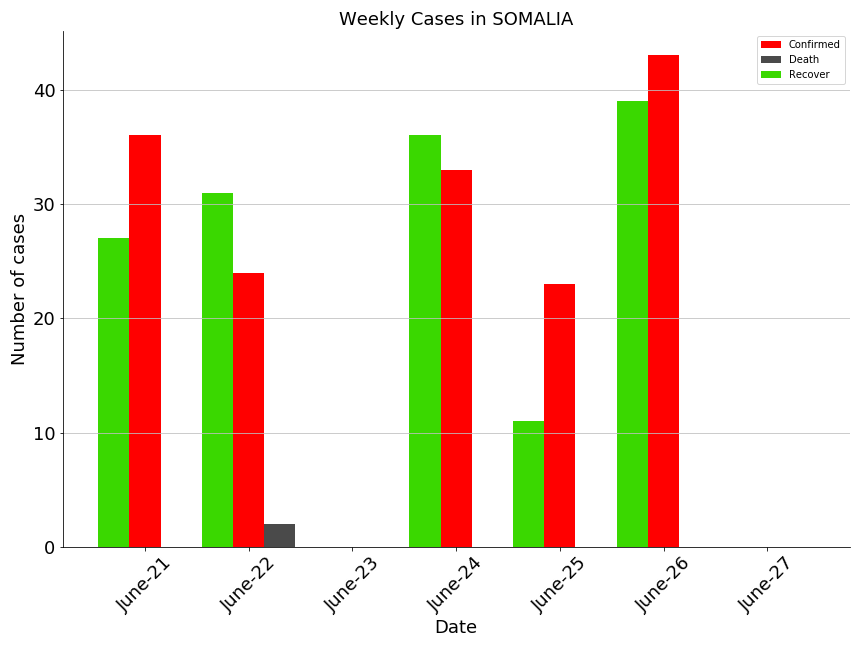 Weekly Cases in SOMALIA
Confirmed
Death
Recover
Number of cases
40
30
20
10
0
June-21
June-22
June-23
June-24
June-25
June-26
June-27
Date